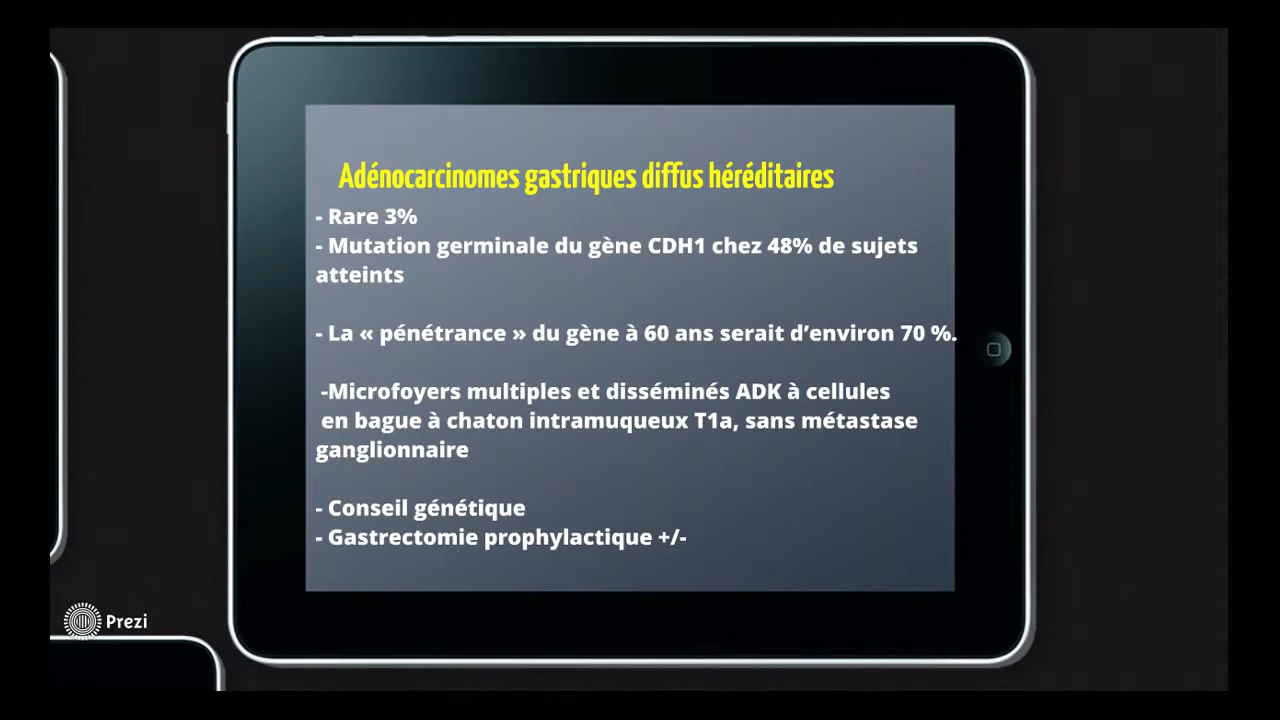 Adénocarcinomes gastriques diffus héréditaires
- Rare 3%
- Mutation germinale du gène CDH1 chez 48% de sujets
atteints
- La « pénétrance » du gène à 60 ans serait d’environ 70 %.
-Microfoyers multiples et disséminés ADK à cellules
en bague à chaton intramuqueux T1a, sans métastase
ganglionnaire
- Conseil génétique
- Gastrectomie prophylactique +/-
Prezi